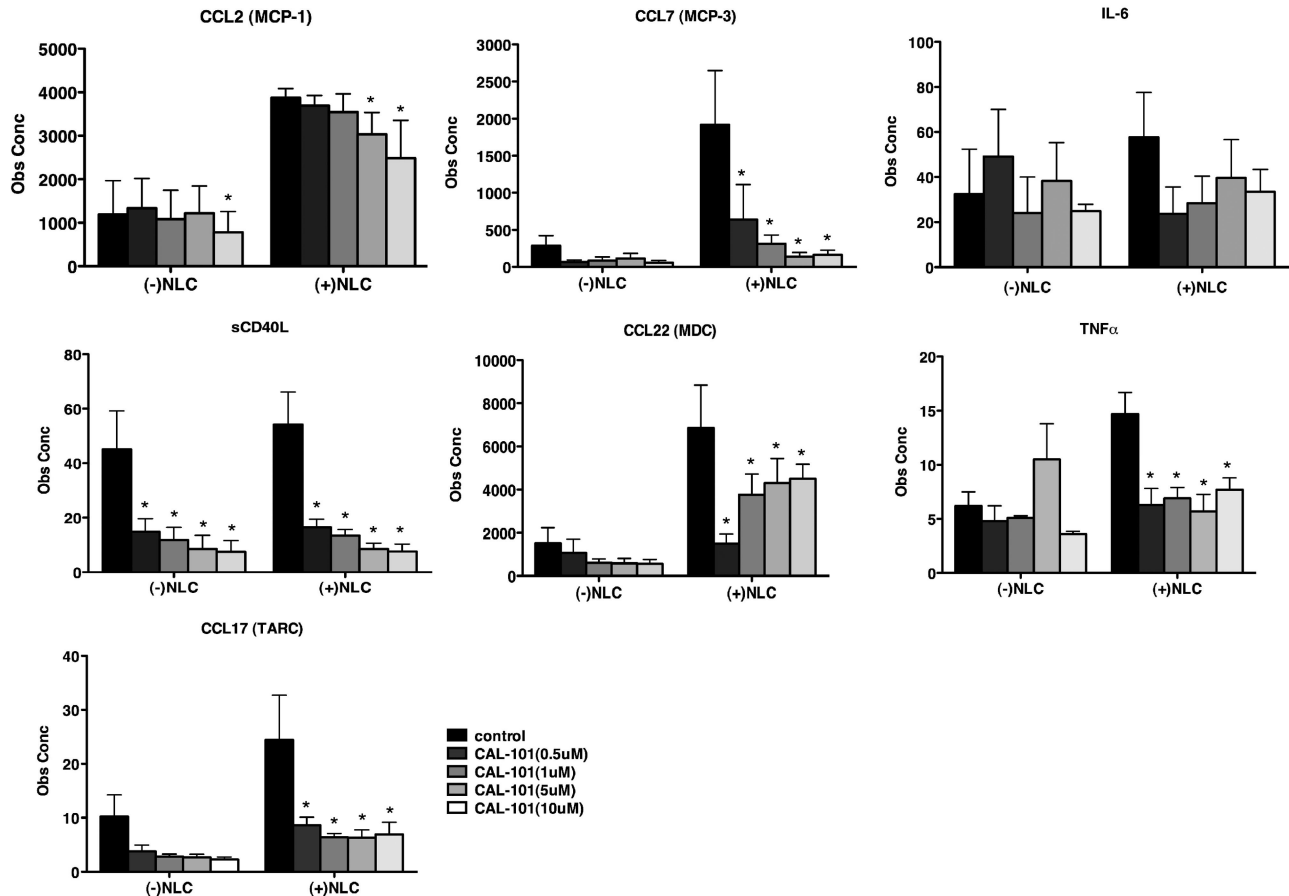 CCL2 (MCP-1)
5000
4000
3000
2000
1000
0
Obs Conc
* * *
(-)NLC (+)NLC
CCL7 (MCP-3)
3000
2500
2000
1500
1000
500
0
Obs Conc
* * * *
(-)NLC (+)NLC
IL-6
100
80
60
40
20
0
Obs Conc
(-)NLC (+)NLC
sCD40L
80
60
40
20
0
Obs Conc
* * * * * * * *
(-)NLC (+)NLC
CCL22 (MDC)
10000
8000
6000
4000
2000
0
Obs Conc
* * * *
(-)NLC (+)NLC
TNFα
20
15
10
5
0
Obs Conc
* * * *
(-)NLC (+)NLC
CCL17 (TARC)
40
30
20
10
0
Obs Conc
* * * *
(-)NLC (+)NLC
control
CAL-101(0.5uM)
CAL-101(1uM)
CAL-101(5uM)
CAL-101(10uM)